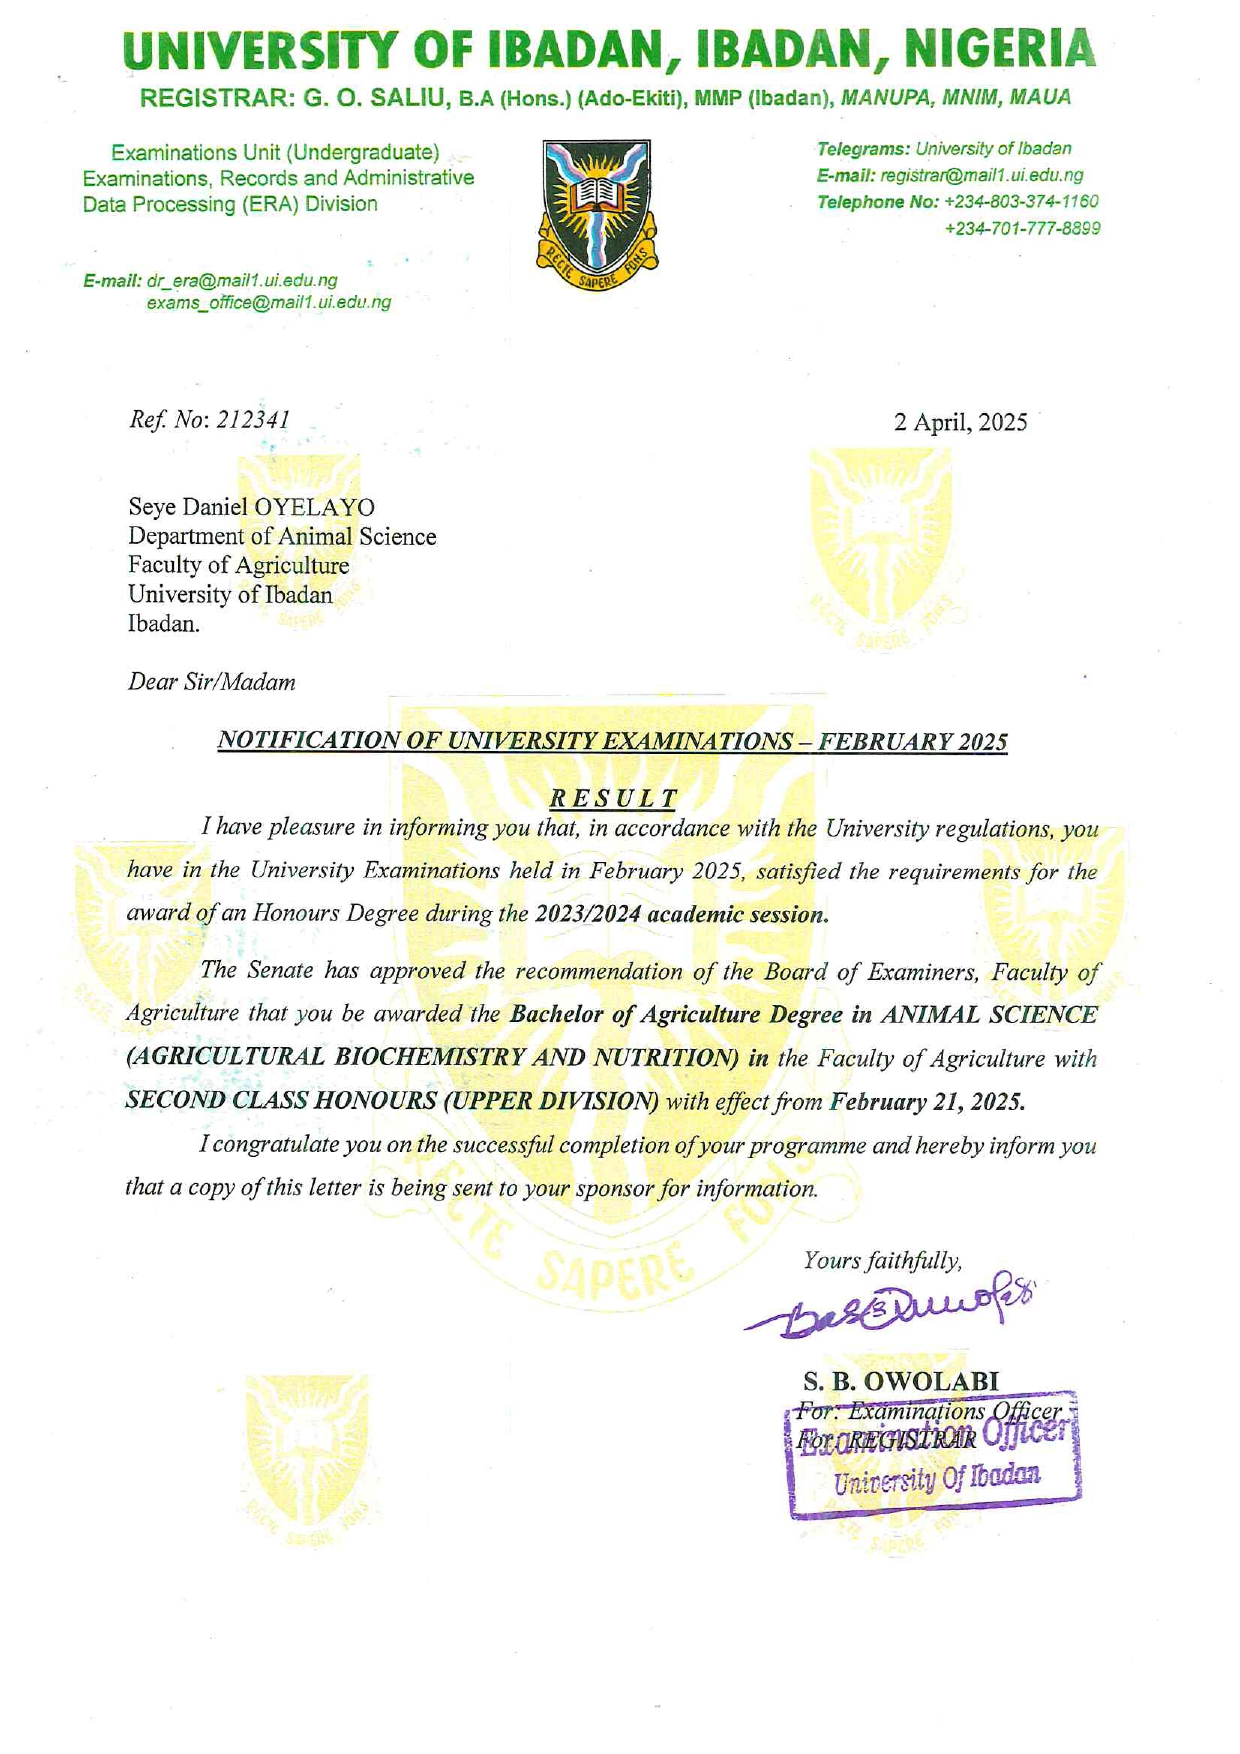 UNIVERSITY OF IBADAN, IBADAN, NIGERIA
REGISTRAR: G. O. SALIU, B.A (Hons.) (Ado-Ekiti), MMP (Ibadan), MANUPA, MNIM, MAUA
Examinations Unit (Undergraduate)
Examinations, Records and Administrative
Data Processing (ERA) Division
E-mail: dr_era@mail1.ui.edu.ng
exams_office@mail1.ui.edu.ng
RECTE SAPERE FONS
Telegrams: University of Ibadan
E-mail: registrar@mail1.ui.edu.ng
Telephone No: +234-803-374-1160
+234-701-777-8899
Ref. No: 212341
2 April, 2025
Seye Daniel OYELAYO
Department of Animal Science
Faculty of Agriculture
University of Ibadan
Ibadan.
Dear Sir/Madam
NOTIFICATION OF UNIVERSITY EXAMINATIONS – FEBRUARY 2025
R E S U L T
I have pleasure in informing you that, in accordance with the University regulations, you
have in the University Examinations held in February 2025, satisfied the requirements for the
award of an Honours Degree during the 2023/2024 academic session.
The Senate has approved the recommendation of the Board of Examiners, Faculty of
Agriculture that you be awarded the Bachelor of Agriculture Degree in ANIMAL SCIENCE
(AGRICULTURAL BIOCHEMISTRY AND NUTRITION) in the Faculty of Agriculture with
SECOND CLASS HONOURS (UPPER DIVISION) with effect from February 21, 2025.
I congratulate you on the successful completion of your programme and hereby inform you
that a copy of this letter is being sent to your sponsor for information.
RECTE SAPERE FONS
Yours faithfully,
S. B. OWOLABI
For: Examinations Officer
For: REGISTRAR
Examination Officer
University Of Ibadan